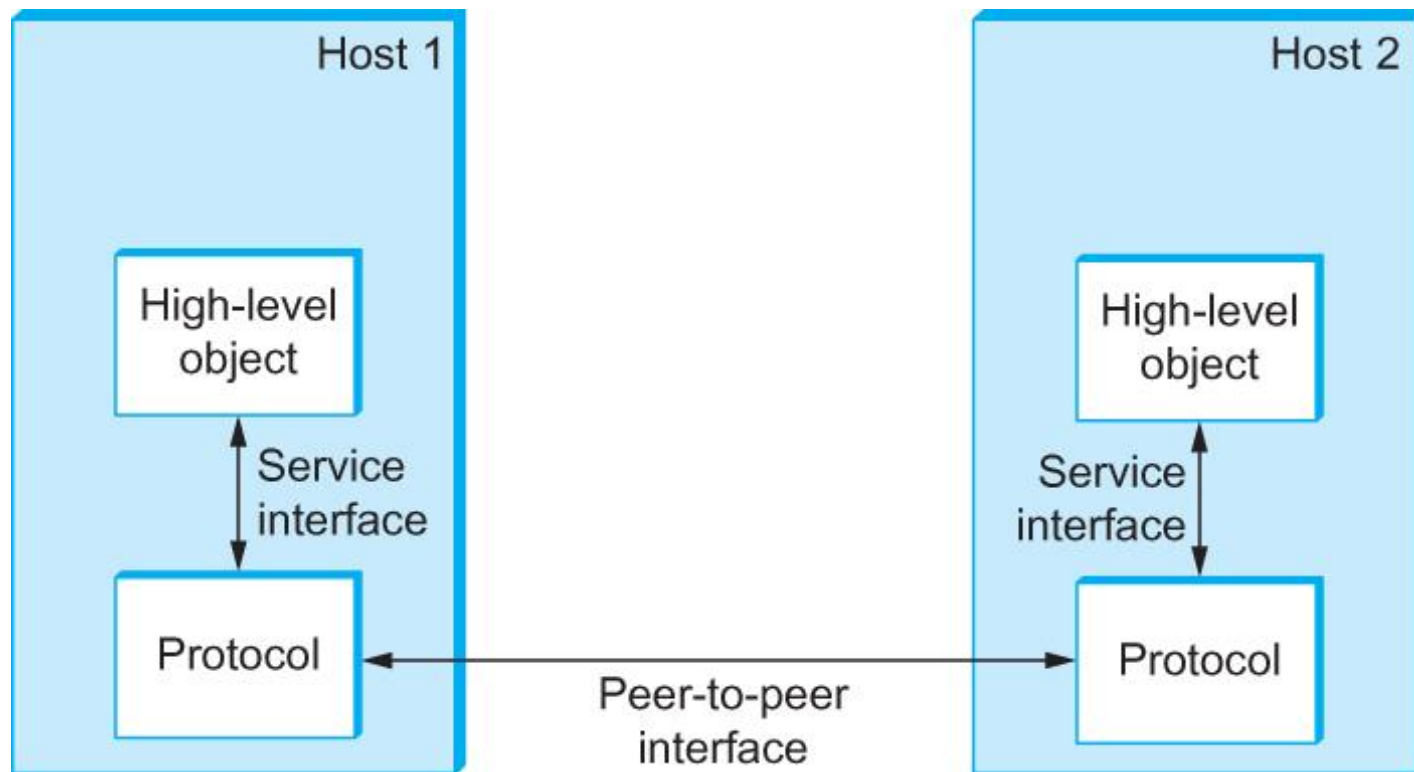 Host 1
High-level
object
Service
interface
Protocol
Peer-to-peer
interface
Host 2
High-level
object
Service
interface
Protocol